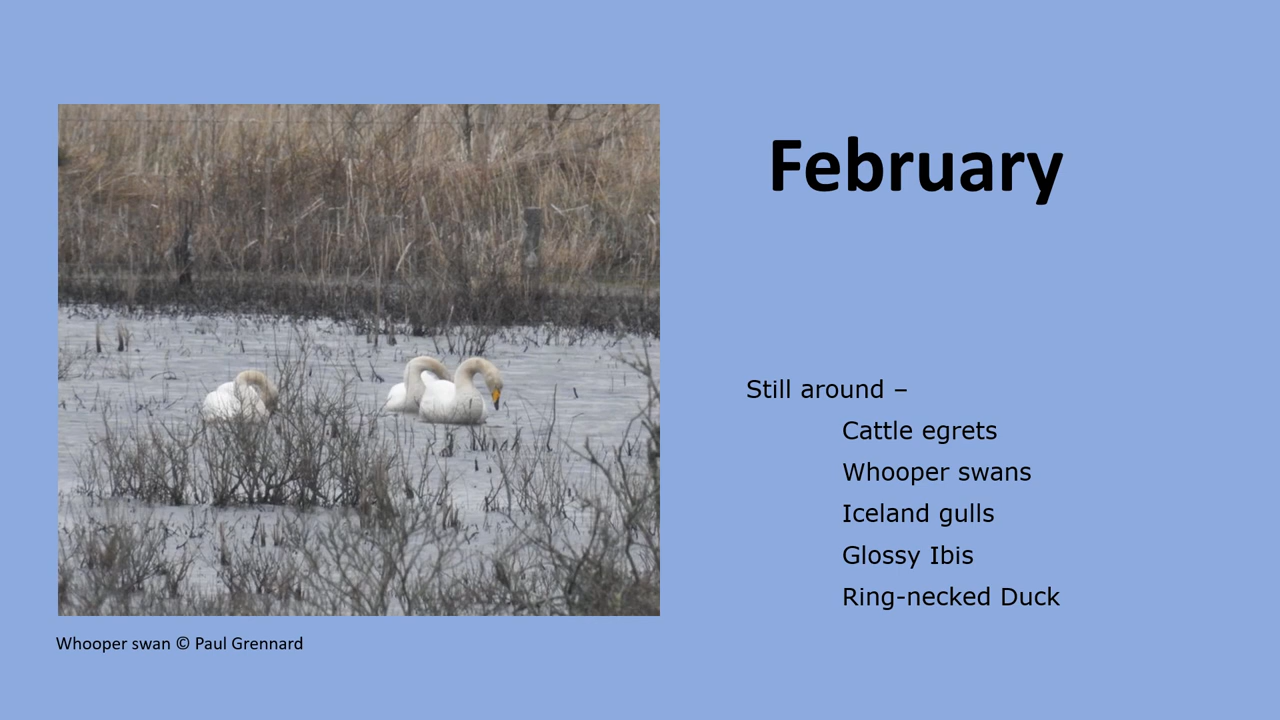 February
Still around –
Cattle egrets
Whooper swans
Iceland gulls
Glossy Ibis
Ring-necked Duck
Whooper swan © Paul Grennard